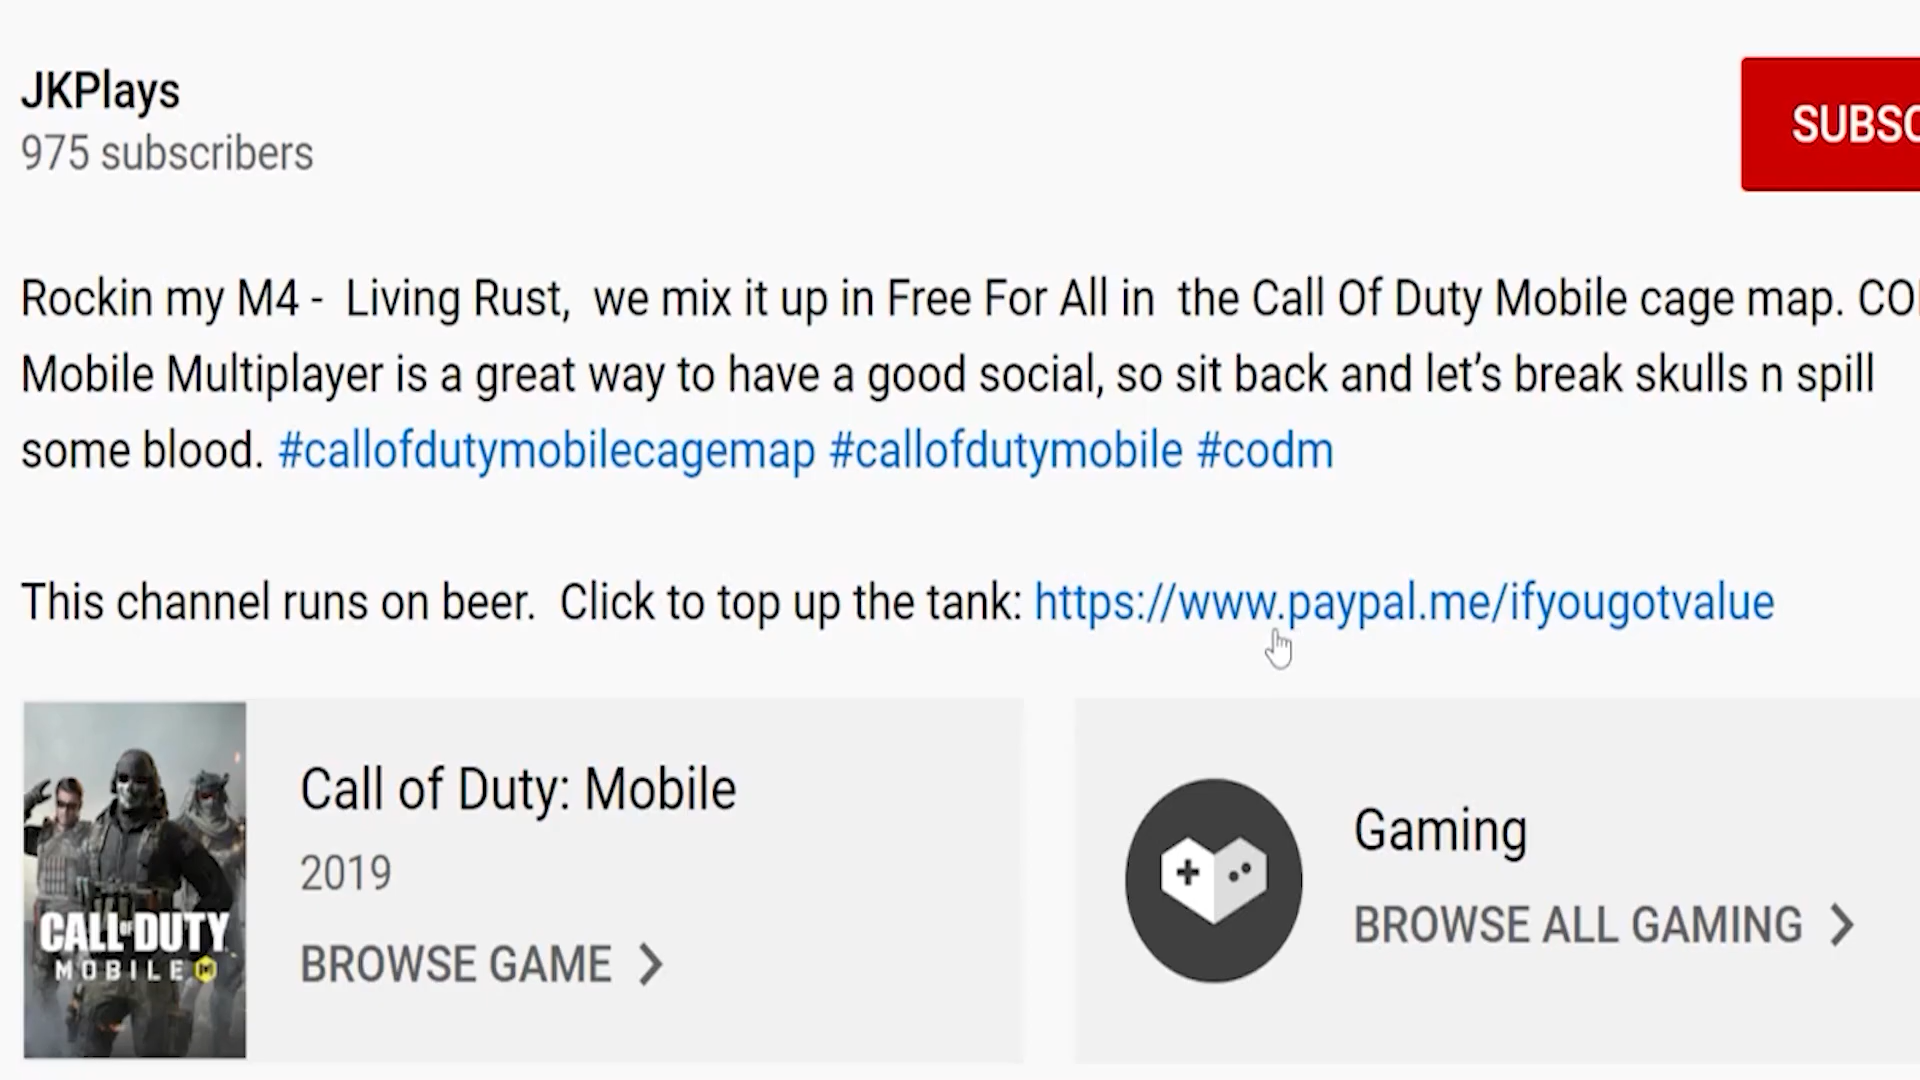 JKPlays
975 subscribers
SUBSC
Rockin my M4 -  Living Rust,  we mix it up in Free For All in  the Call Of Duty Mobile cage map. CO
Mobile Multiplayer is a great way to have a good social, so sit back and let’s break skulls n spill
some blood. #callofdutymobilecagemap #callofdutymobile #codm
This channel runs on beer.  Click to top up the tank: https://www.paypal.me/ifyougotvalue
CALL OF DUTY
MOBILE
Call of Duty: Mobile
2019
BROWSE GAME
Gaming
BROWSE ALL GAMING